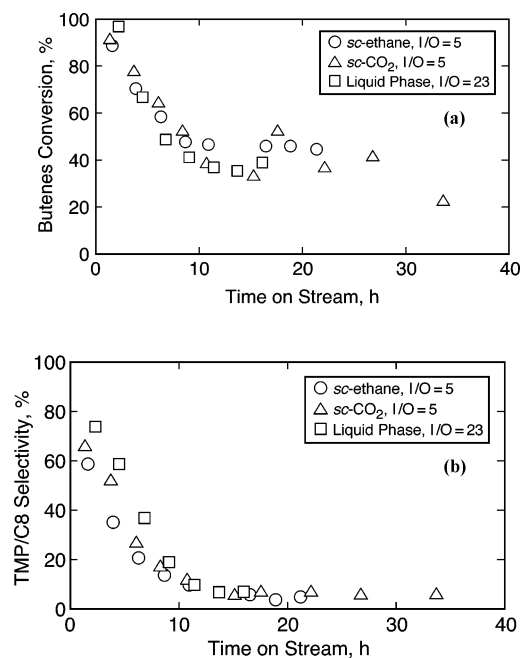 100
80
60
40
20
0
Butenes Conversion, %
sc-ethane, I/O = 5
sc-CO₂, I/O = 5
Liquid Phase, I/O = 23
(a)
0 10 20 30 40
Time on Stream, h
100
80
60
40
20
0
TMP/C8 Selectivity, %
sc-ethane, I/O = 5
sc-CO₂, I/O = 5
Liquid Phase, I/O = 23
(b)
0 10 20 30 40
Time on Stream, h